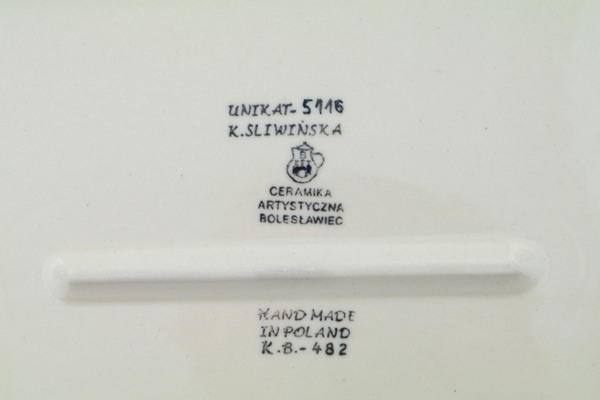 UNIKAT-5116
K.SLIWIŃSKA
CERAMIKA
ARTYSTYCZNA
BOLESŁAWIEC
HAND MADE
IN POLAND
K.B.-482